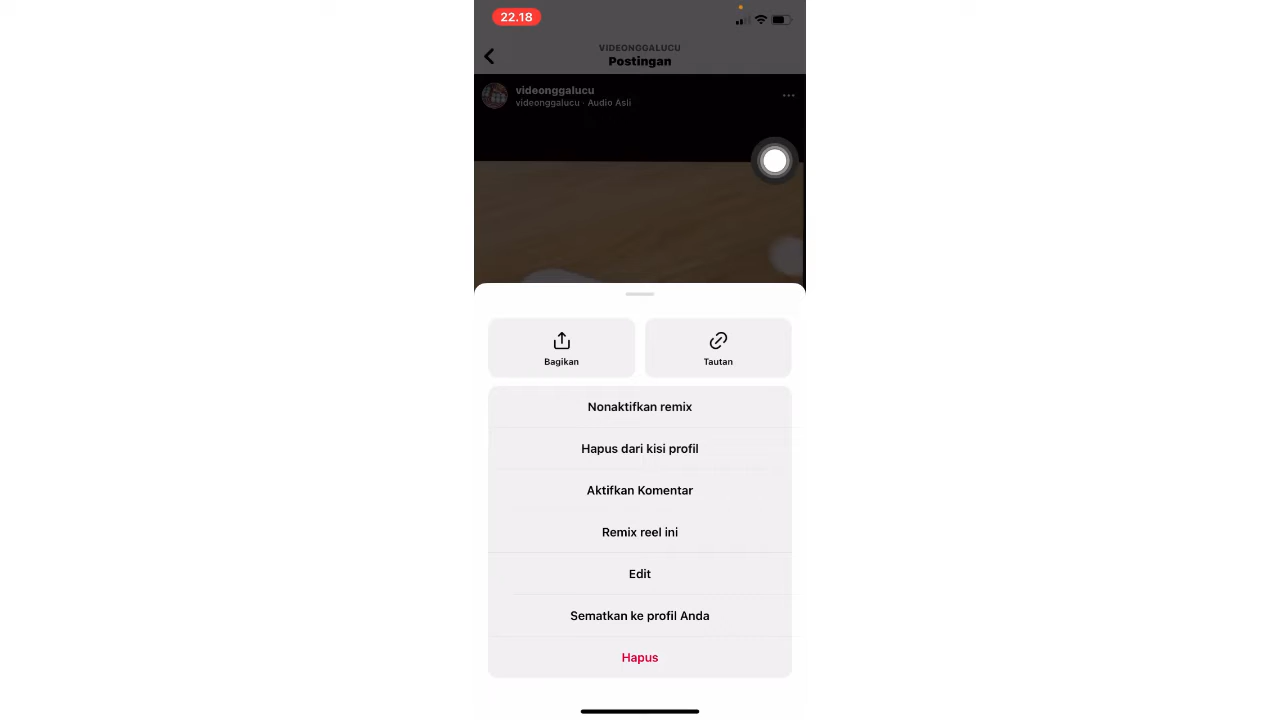 22.18
VIDEONGGALUCU
Postingan
videonggalucu
videonggalucu · Audio Asli
Bagikan
Tautan
Nonaktifkan remix
Hapus dari kisi profil
Aktifkan Komentar
Remix reel ini
Edit
Sematkan ke profil Anda
Hapus